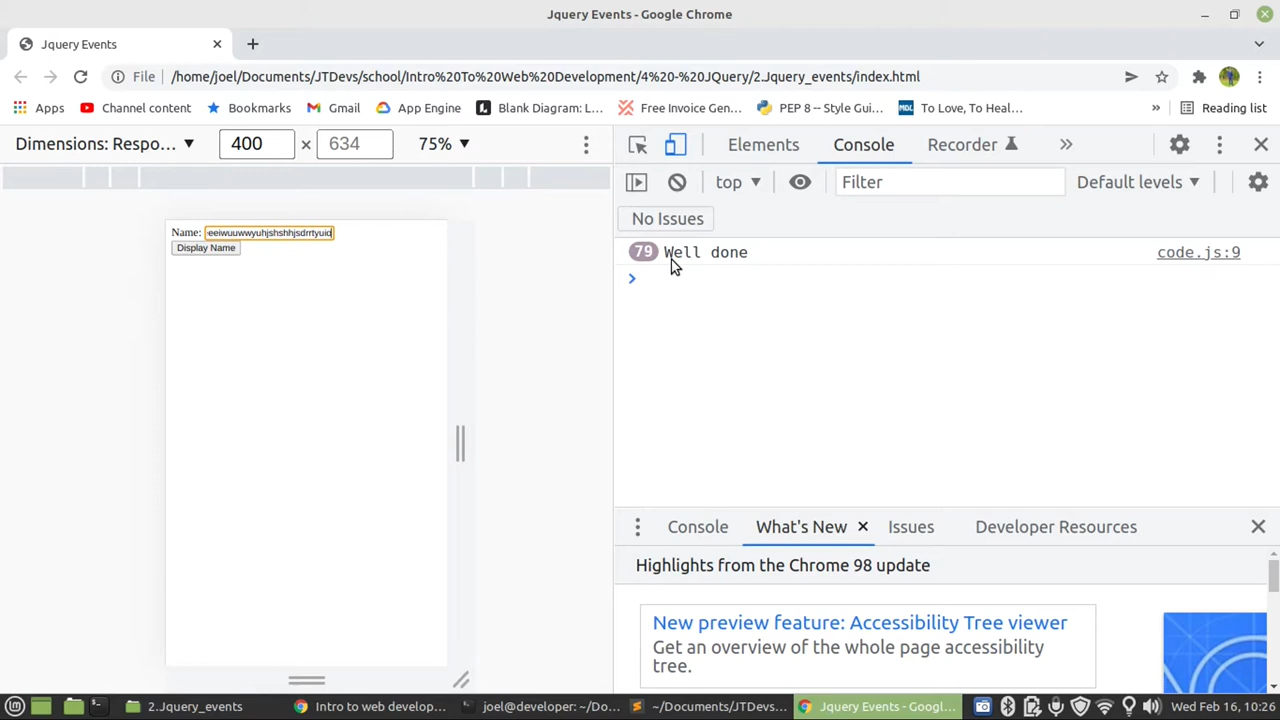 Jquery Events - Google Chrome
Jquery Events
File /home/joel/Documents/JTDevs/school/Intro%20To%20Web%20Development/4%20-%20JQuery/2.Jquery_events/index.html
Apps Channel content Bookmarks Gmail App Engine Blank Diagram: L... Free Invoice Gen... PEP 8 -- Style Gui... MDL To Love, To Heal... » Reading list
Dimensions: Respo... 400 × 634 75%
Elements Console Recorder »
top Filter Default levels
No Issues
79 Well done code.js:9
Name: eeiwuuwwyuhjshshhjsdrrtyuio
Display Name
Console What's New Issues Developer Resources
Highlights from the Chrome 98 update
New preview feature: Accessibility Tree viewer
Get an overview of the whole page accessibility
tree.
2.Jquery_events Intro to web develop... joel@developer: ~/Do... ~/Documents/JTDevs... Jquery Events - Googl... Wed Feb 16, 10:26